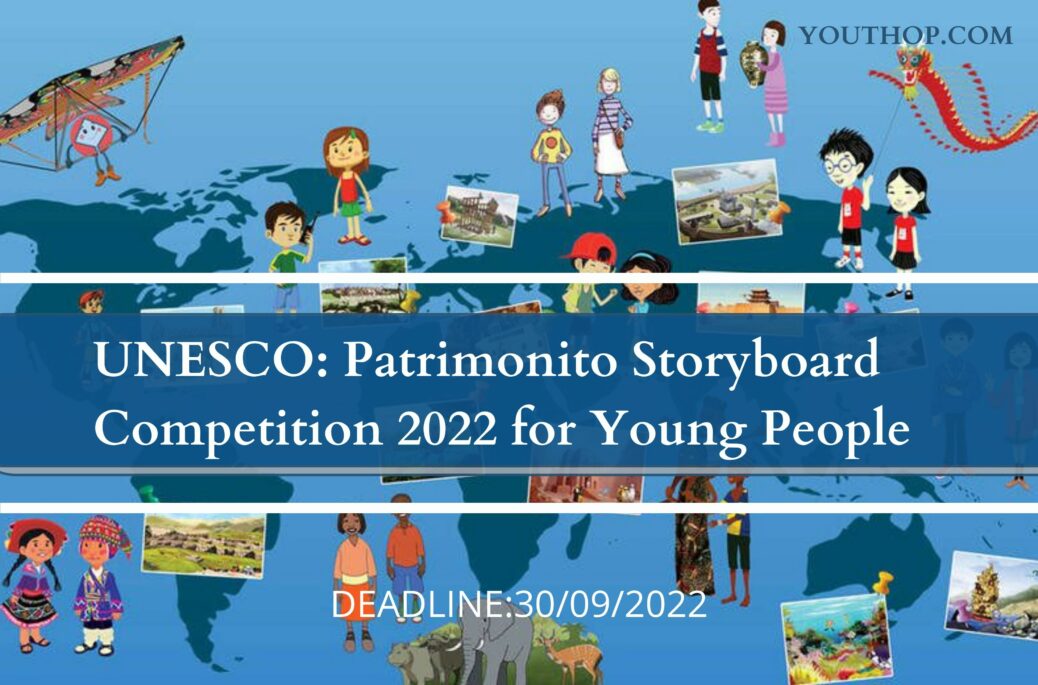 YOUTHOP.COM
UNESCO: Patrimonito Storyboard
Competition 2022 for Young People
DEADLINE:30/09/2022